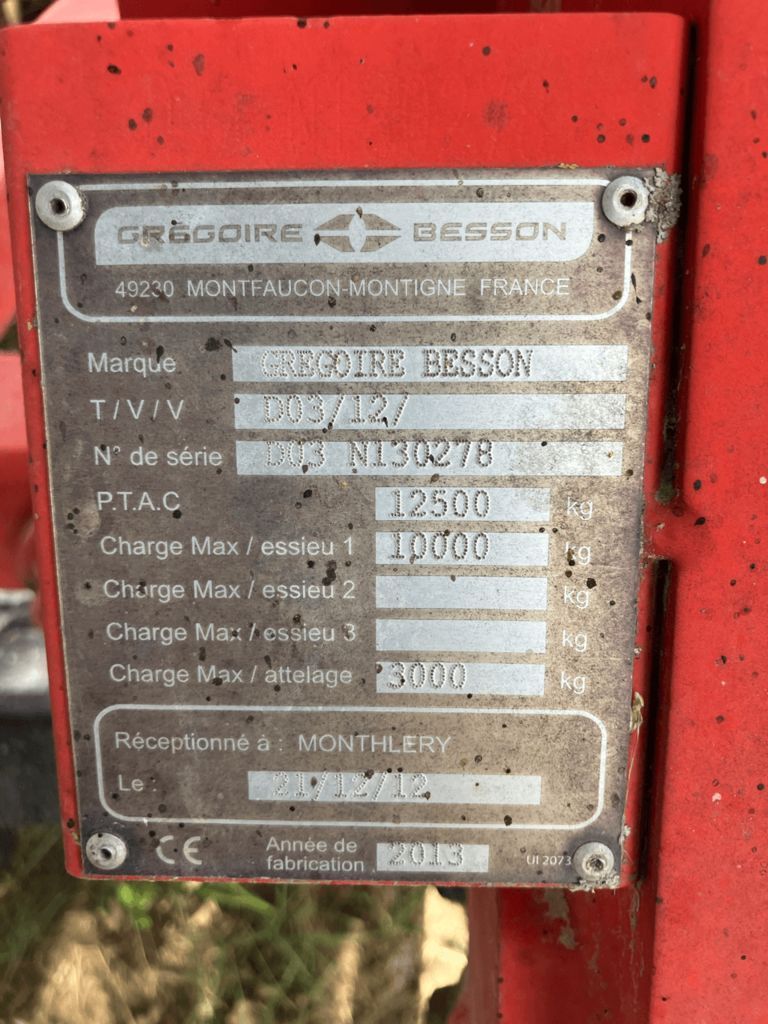 GRéGOIRE BESSON
49230 MONTFAUCON-MONTIGNE FRANCE
Marque GREGOIRE BESSON
T / V / V D03/12/
N° de série D03 N130278
P.T.A.C 12500 kg
Charge Max / essieu 1 10000 kg
Charge Max / essieu 2 kg
Charge Max / essieu 3 kg
Charge Max / attelage 3000 kg
Réceptionné à : MONTHLERY
Le : 21/12/12
CE Année de fabrication 2013 UI 2073